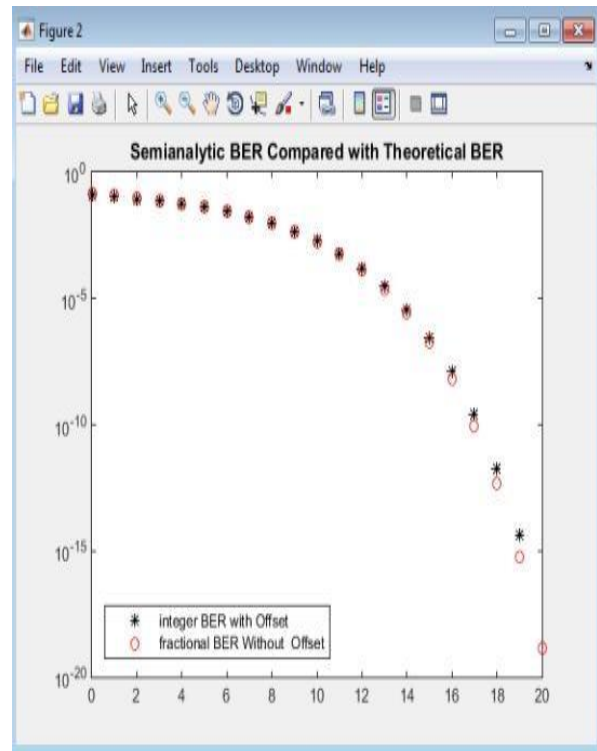 Figure 2
File Edit View Insert Tools Desktop Window Help
Semianalytic BER Compared with Theoretical BER
10^0
10^-5
10^-10
10^-15
10^-20
integer BER with Offset
fractional BER Without Offset
0 2 4 6 8 10 12 14 16 18 20